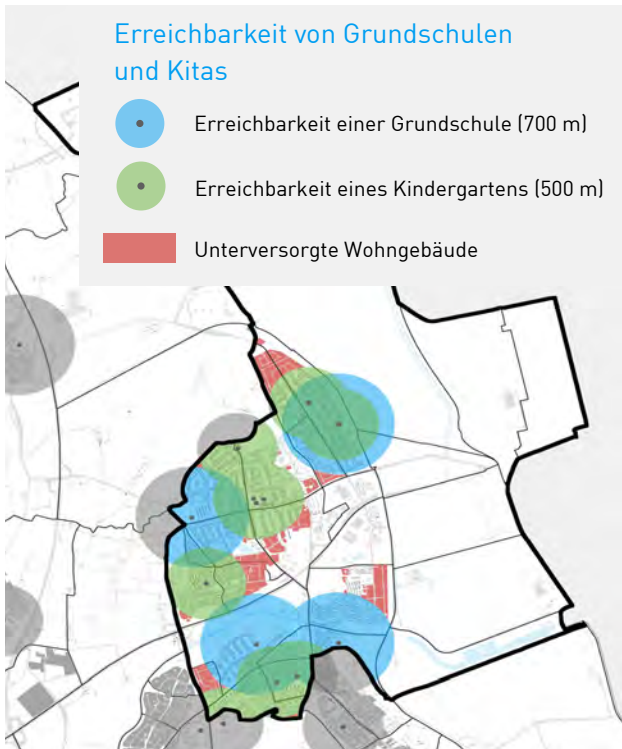 Erreichbarkeit von Grundschulen
und Kitas
Erreichbarkeit einer Grundschule (700 m)
Erreichbarkeit eines Kindergartens (500 m)
Unterversorgte Wohngebäude